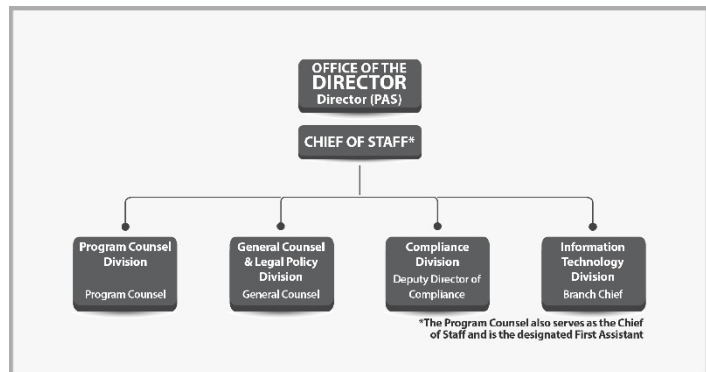 OFFICE OF THE
DIRECTOR
Director (PAS)
CHIEF OF STAFF*
Program Counsel
Division
Program Counsel
General Counsel
& Legal Policy
Division
General Counsel
Compliance
Division
Deputy Director of
Compliance
Information
Technology
Division
Branch Chief
*The Program Counsel also serves as the Chief
of Staff and is the designated First Assistant